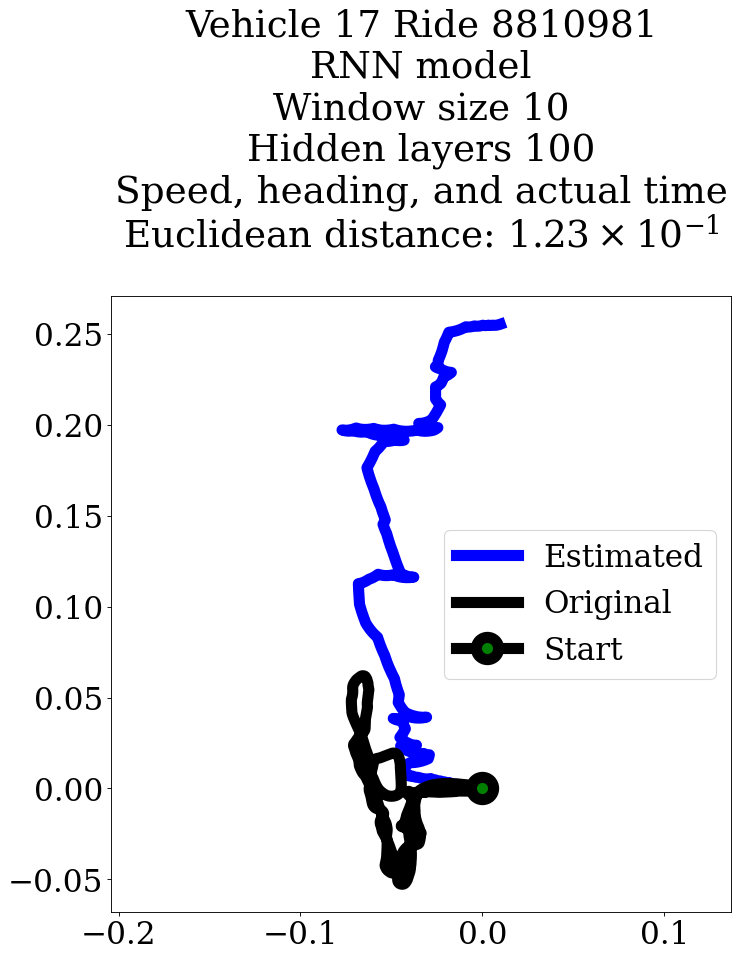 Vehicle 17 Ride 8810981
RNN model
Window size 10
Hidden layers 100
Speed, heading, and actual time
Euclidean distance: 1.23 × 10⁻¹
0.25
0.20
0.15
0.10
0.05
0.00
−0.05
Estimated
Original
Start
−0.2
−0.1
0.0
0.1